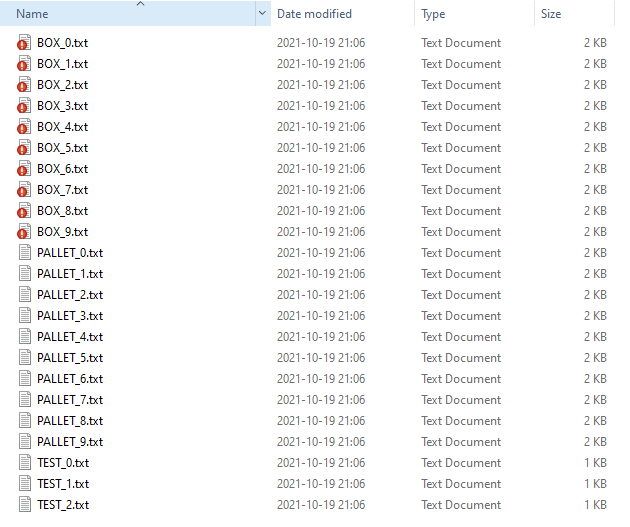 Name Date modified Type Size
BOX_0.txt 2021-10-19 21:06 Text Document 2 KB
BOX_1.txt 2021-10-19 21:06 Text Document 2 KB
BOX_2.txt 2021-10-19 21:06 Text Document 2 KB
BOX_3.txt 2021-10-19 21:06 Text Document 2 KB
BOX_4.txt 2021-10-19 21:06 Text Document 2 KB
BOX_5.txt 2021-10-19 21:06 Text Document 2 KB
BOX_6.txt 2021-10-19 21:06 Text Document 2 KB
BOX_7.txt 2021-10-19 21:06 Text Document 2 KB
BOX_8.txt 2021-10-19 21:06 Text Document 2 KB
BOX_9.txt 2021-10-19 21:06 Text Document 2 KB
PALLET_0.txt 2021-10-19 21:06 Text Document 2 KB
PALLET_1.txt 2021-10-19 21:06 Text Document 2 KB
PALLET_2.txt 2021-10-19 21:06 Text Document 2 KB
PALLET_3.txt 2021-10-19 21:06 Text Document 2 KB
PALLET_4.txt 2021-10-19 21:06 Text Document 2 KB
PALLET_5.txt 2021-10-19 21:06 Text Document 2 KB
PALLET_6.txt 2021-10-19 21:06 Text Document 2 KB
PALLET_7.txt 2021-10-19 21:06 Text Document 2 KB
PALLET_8.txt 2021-10-19 21:06 Text Document 2 KB
PALLET_9.txt 2021-10-19 21:06 Text Document 2 KB
TEST_0.txt 2021-10-19 21:06 Text Document 1 KB
TEST_1.txt 2021-10-19 21:06 Text Document 1 KB
TEST_2.txt 2021-10-19 21:06 Text Document 1 KB